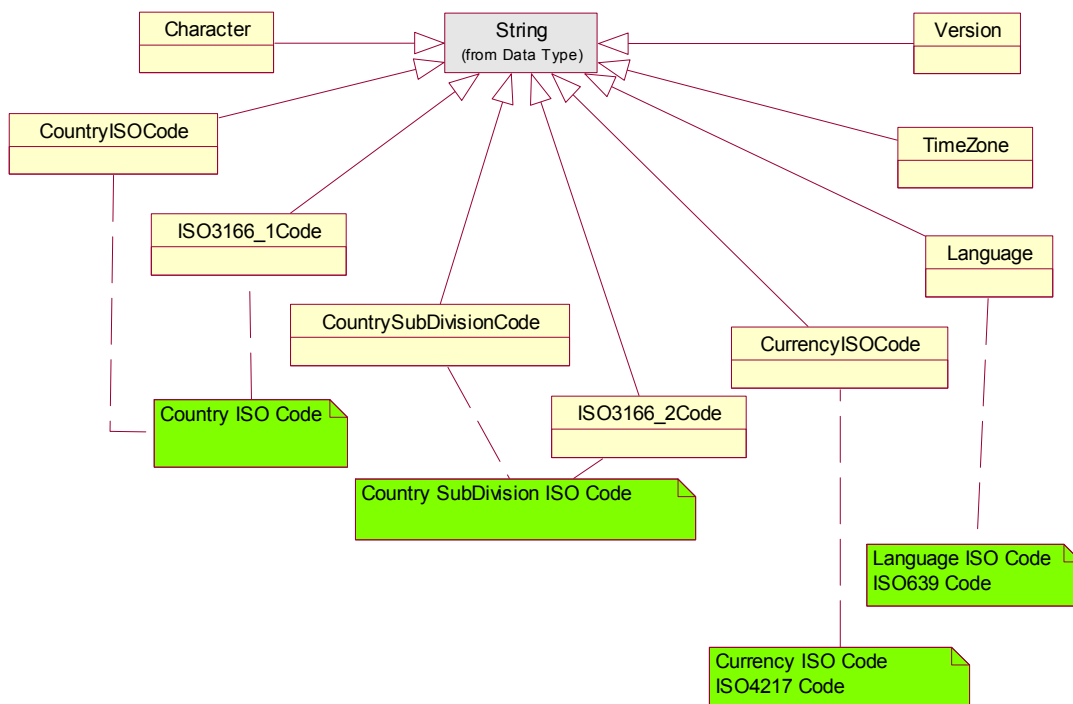 Character
String
(from Data Type)
Version
CountryISOCode
TimeZone
ISO3166_1Code
Language
CountrySubDivisionCode
CurrencyISOCode
Country ISO Code
ISO3166_2Code
Country SubDivision ISO Code
Language ISO Code
ISO639 Code
Currency ISO Code
ISO4217 Code